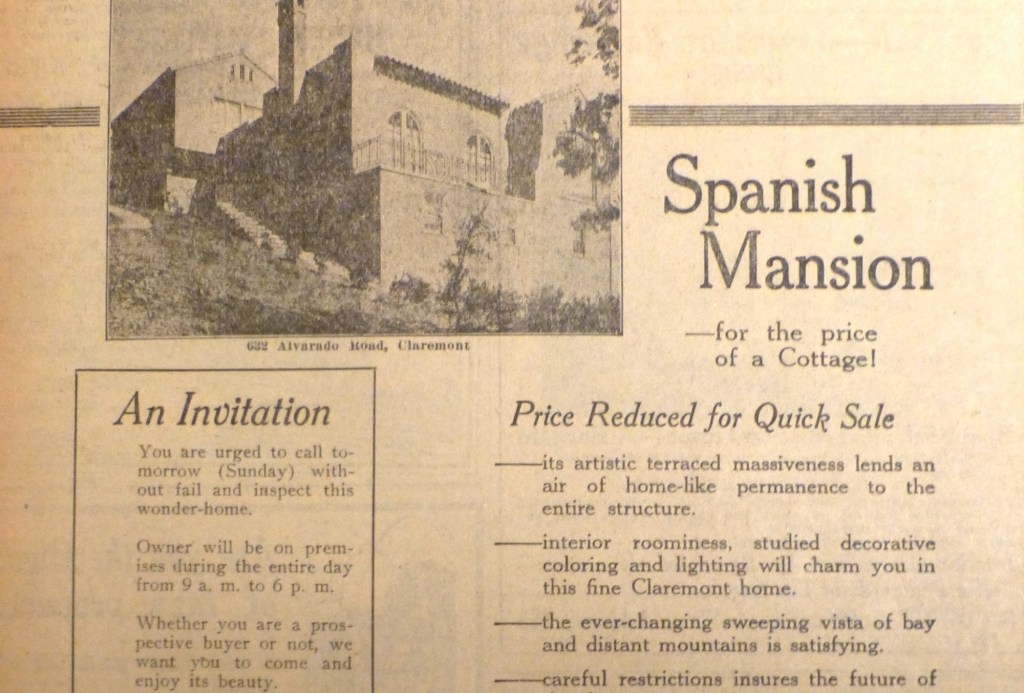 Spanish
Mansion
—for the price
of a Cottage!
632 Alvarado Road, Claremont
An Invitation
You are urged to call to-
morrow (Sunday) with-
out fail and inspect this
wonder-home.
Owner will be on prem-
ises during the entire day
from 9 a. m. to 6 p. m.
Whether you are a pros-
pective buyer or not, we
want you to come and
enjoy its beauty.
Price Reduced for Quick Sale
—its artistic terraced massiveness lends an
air of home-like permanence to the
entire structure.
—interior roominess, studied decorative
coloring and lighting will charm you in
this fine Claremont home.
—the ever-changing sweeping vista of bay
and distant mountains is satisfying.
—careful restrictions insures the future of